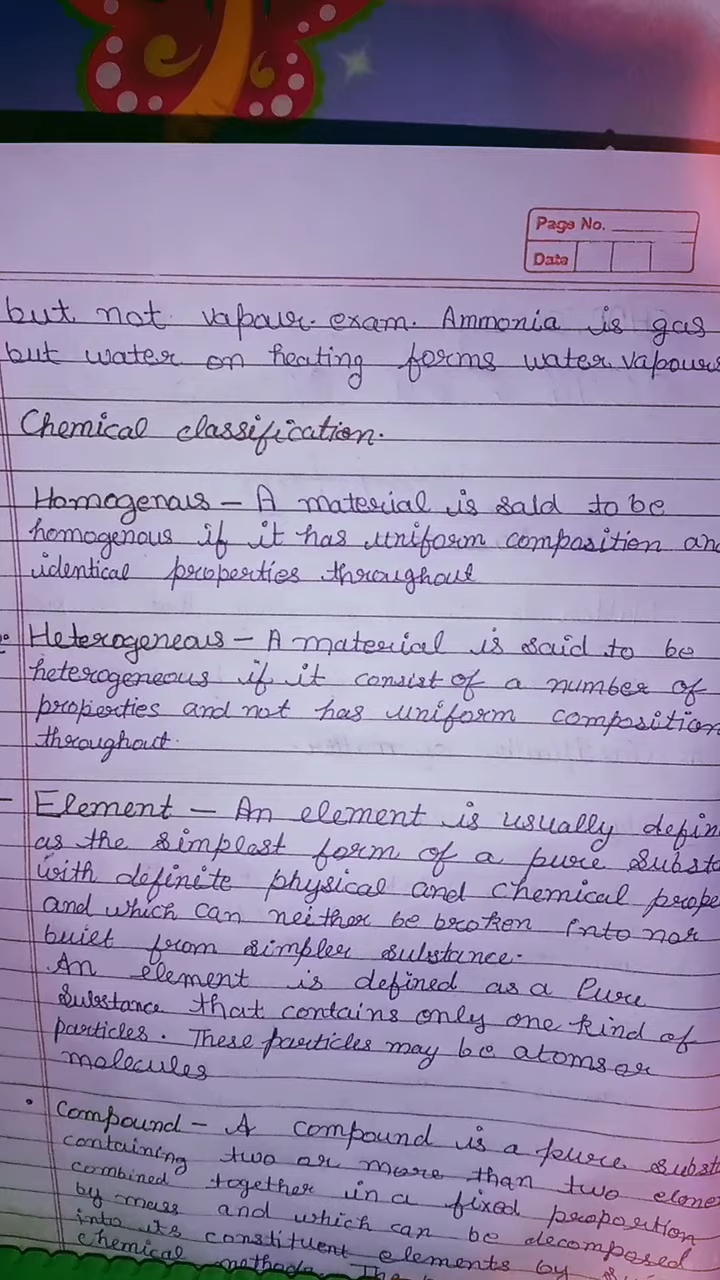 Page No.
Date
but not vapour. exam. Ammonia is gas
but water on heating forms water vapours
Chemical classification.
Homogenous - A material is said to be
homogenous if it has uniform composition and
identical properties throughout
Heterogeneous - A material is said to be
heterogeneous if it consist of a number of
properties and not has uniform composition
throughout.
- Element - An element is usually defin
as the simplest form of a pure substa
with definite physical and chemical prope
and which can neither be broken into nor
built from simpler substance.
An element is defined as a Pure
substance that contains only one kind of
particles. These particles may be atoms or
molecules
• Compound - A compound is a pure subst
containing two or more than two elemen
combined together in a fixed proportion
by mass and which can be decomposed
into its constituent elements by
chemical methods. The